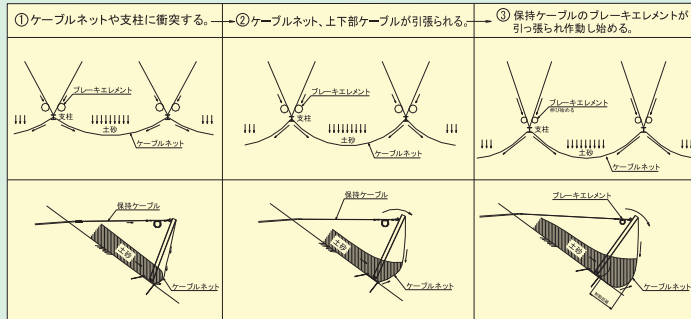 ①ケーブルネットや支柱に衝突する。
②ケーブルネット、上下部ケーブルが引張られる。
③保持ケーブルのブレーキエレメントが
引っ張られ作動し始める。
ブレーキエレメント
支柱
土砂
ケーブルネット
ブレーキエレメント
支柱
土砂
ケーブルネット
ブレーキエレメント
伸び始める
支柱
土砂
ケーブルネット
保持ケーブル
土砂
ケーブルネット
保持ケーブル
土砂
ケーブルネット
ブレーキエレメント
土砂
ケーブルネット